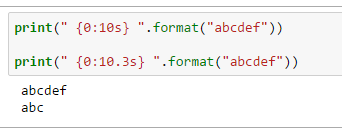 print(" {0:10s} ".format("abcdef"))
print(" {0:10.3s} ".format("abcdef"))
abcdef
abc